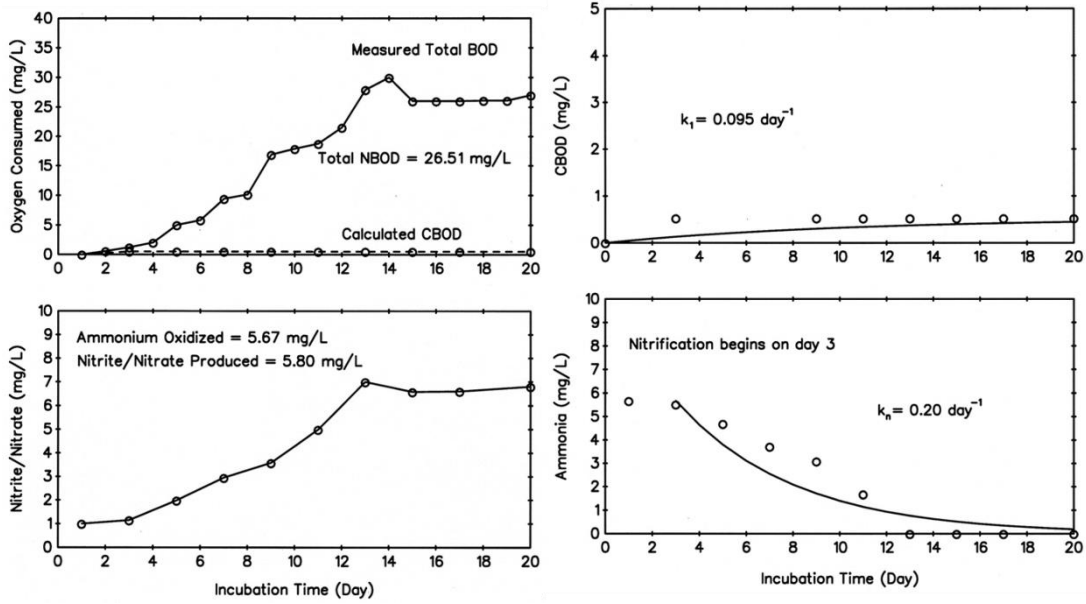 40
35
30
25
20
15
10
5
0
Oxygen Consumed (mg/L)
Measured Total BOD
Total NBOD = 26.51 mg/L
Calculated CBOD
0 2 4 6 8 10 12 14 16 18 20
5
4
3
2
1
0
CBOD (mg/L)
k₁= 0.095 day⁻¹
0 2 4 6 8 10 12 14 16 18 20
10
9
8
7
6
5
4
3
2
1
0
Nitrite/Nitrate (mg/L)
Ammonium Oxidized = 5.67 mg/L
Nitrite/Nitrate Produced = 5.80 mg/L
0 2 4 6 8 10 12 14 16 18 20
Incubation Time (Day)
10
9
8
7
6
5
4
3
2
1
0
Ammonia (mg/L)
Nitrification begins on day 3
kₙ= 0.20 day⁻¹
0 2 4 6 8 10 12 14 16 18 20
Incubation Time (Day)